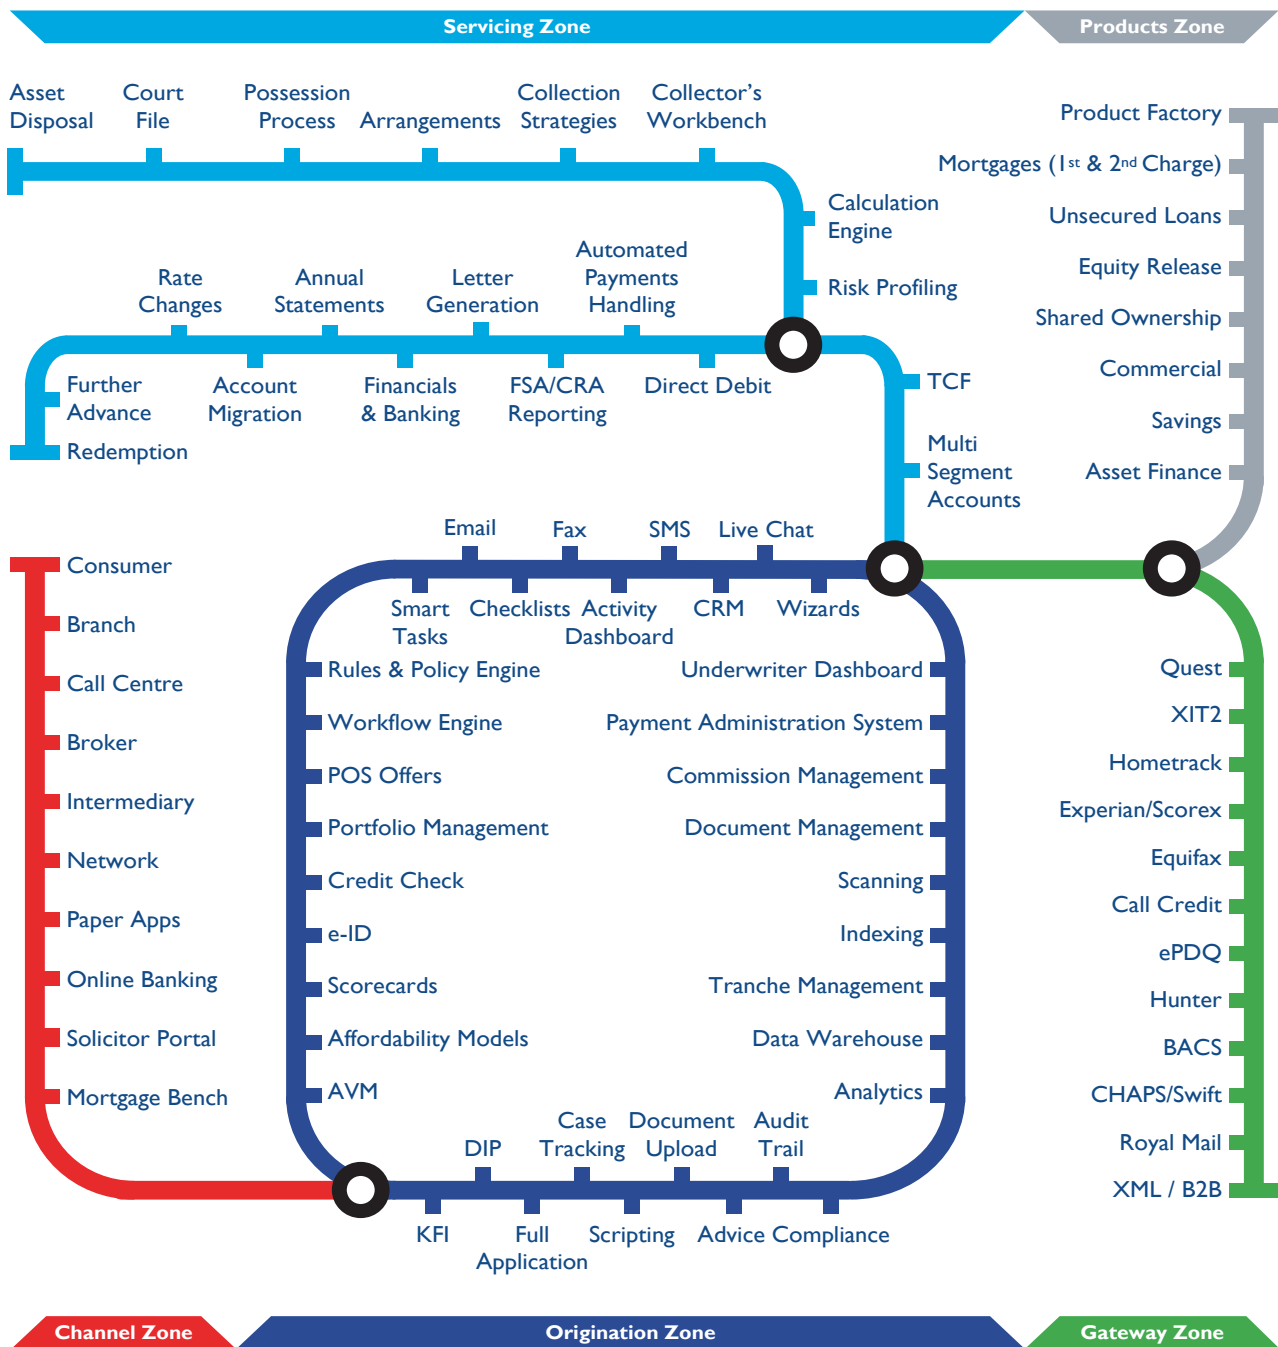 Servicing Zone
Products Zone
Asset
Disposal
Court
File
Possession
Process
Arrangements
Collection
Strategies
Collector's
Workbench
Calculation
Engine
Risk Profiling
Rate
Changes
Annual
Statements
Letter
Generation
Automated
Payments
Handling
Further
Advance
Redemption
Account
Migration
Financials
& Banking
FSA/CRA
Reporting
Direct Debit
TCF
Multi
Segment
Accounts
Product Factory
Mortgages (1st & 2nd Charge)
Unsecured Loans
Equity Release
Shared Ownership
Commercial
Savings
Asset Finance
Consumer
Branch
Call Centre
Broker
Intermediary
Network
Paper Apps
Online Banking
Solicitor Portal
Mortgage Bench
Email
Fax
SMS
Live Chat
Smart
Tasks
Checklists
Activity
Dashboard
CRM
Wizards
Rules & Policy Engine
Workflow Engine
POS Offers
Portfolio Management
Credit Check
e-ID
Scorecards
Affordability Models
AVM
Underwriter Dashboard
Payment Administration System
Commission Management
Document Management
Scanning
Indexing
Tranche Management
Data Warehouse
Analytics
DIP
Case
Tracking
Document
Upload
Audit
Trail
KFI
Full
Application
Scripting
Advice Compliance
Quest
XIT2
Hometrack
Experian/Scorex
Equifax
Call Credit
ePDQ
Hunter
BACS
CHAPS/Swift
Royal Mail
XML / B2B
Channel Zone
Origination Zone
Gateway Zone